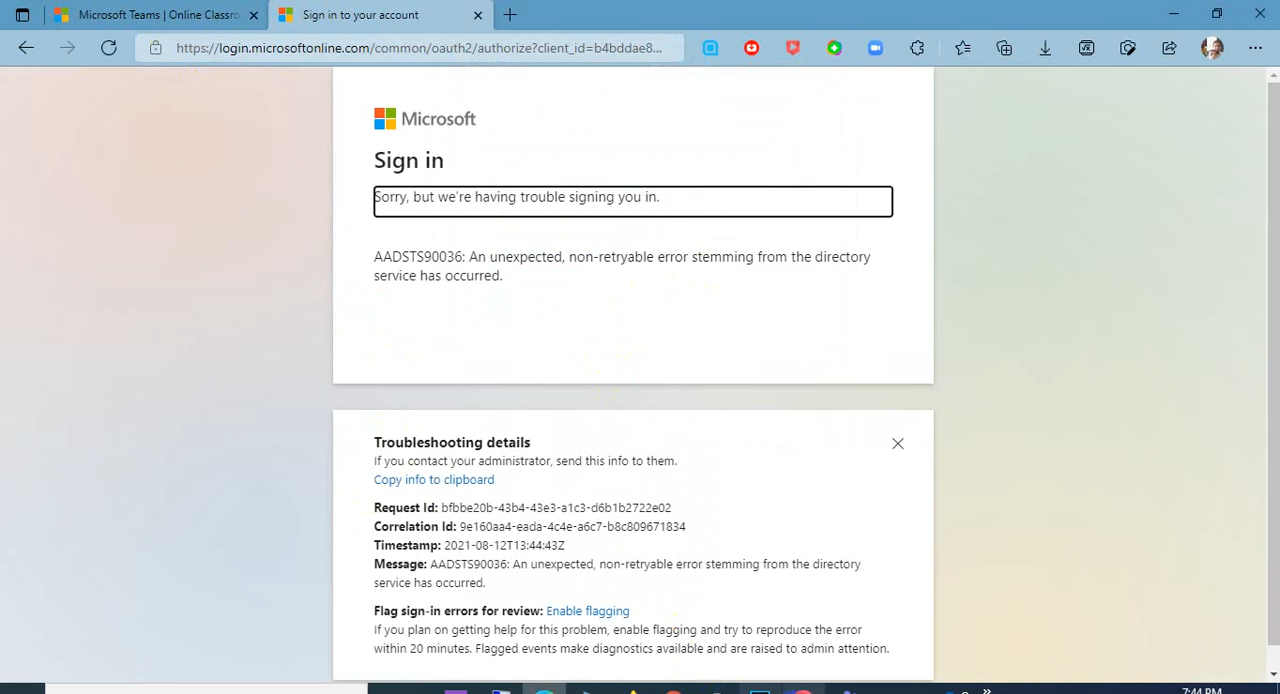 Microsoft Teams | Online Classro
Sign in to your account
https://login.microsoftonline.com/common/oauth2/authorize?client_id=b4bddae8...
Microsoft
Sign in
Sorry, but we're having trouble signing you in.
AADSTS90036: An unexpected, non-retryable error stemming from the directory
service has occurred.
Troubleshooting details
If you contact your administrator, send this info to them.
Copy info to clipboard
Request Id: bfbbe20b-43b4-43e3-a1c3-d6b1b2722e02
Correlation Id: 9e160aa4-eada-4c4e-a6c7-b8c809671834
Timestamp: 2021-08-12T13:44:43Z
Message: AADSTS90036: An unexpected, non-retryable error stemming from the directory
service has occurred.
Flag sign-in errors for review: Enable flagging
If you plan on getting help for this problem, enable flagging and try to reproduce the error
within 20 minutes. Flagged events make diagnostics available and are raised to admin attention.
7:44 PM